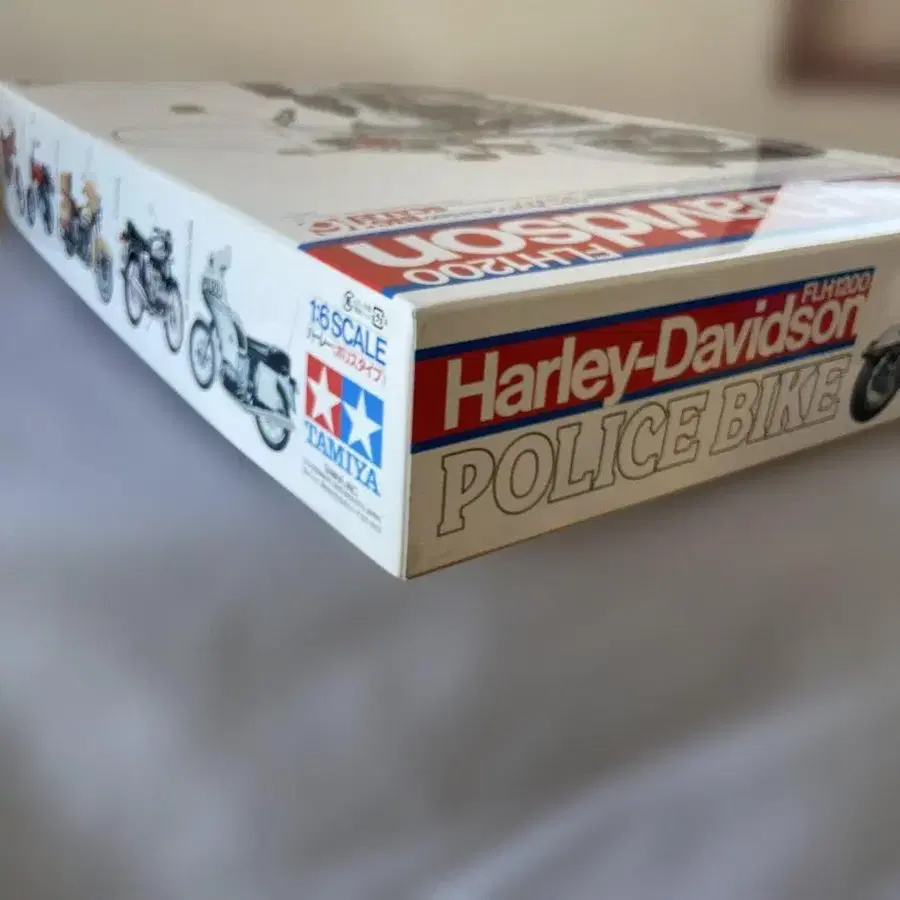 Davidson
FLH1200
1:6 SCALE
ハーレー(ポリスタイプ)
TAMIYA
FLH1200
Harley-Davidson
POLICE BIKE